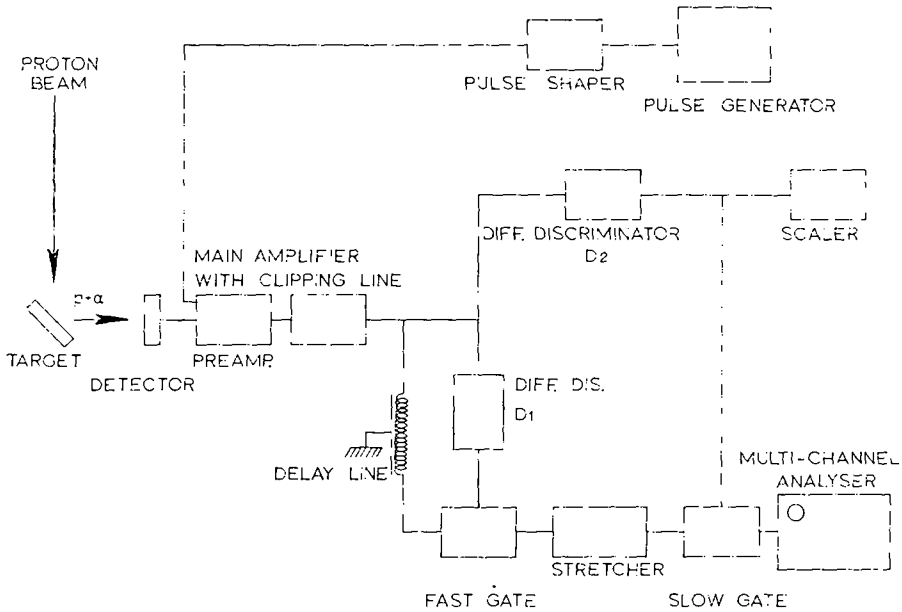 PROTON
BEAM
PULSE SHAPER
PULSE GENERATOR
DIFF. DISCRIMINATOR
D2
SCALER
MAIN AMPLIFIER
WITH CLIPPING LINE
p+α
TARGET
DETECTOR
PREAMP.
DIFF. DIS.
D1
DELAY LINE
MULTI-CHANNEL
ANALYSER
STRETCHER
FAST GATE
SLOW GATE